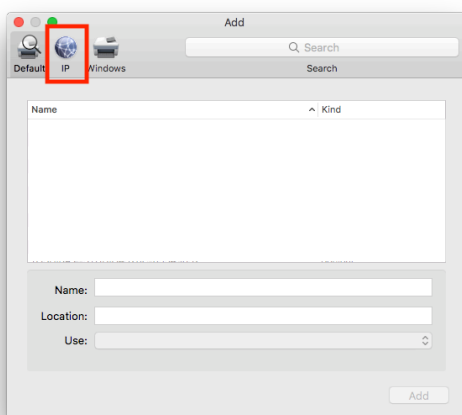 Add
Search
Default IP Windows
Search
Name Kind
Name:
Location:
Use:
Add